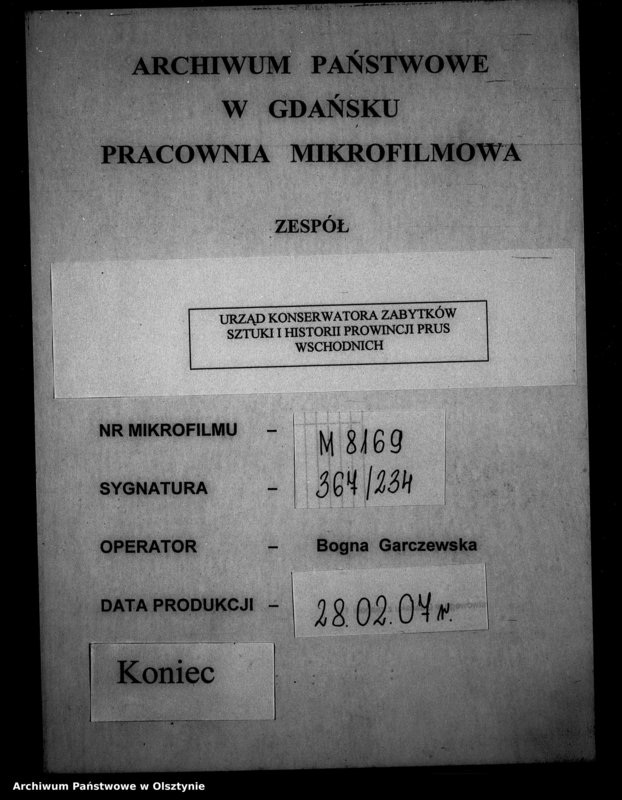 ARCHIWUM PAŃSTWOWE
W GDAŃSKU
PRACOWNIA MIKROFILMOWA
ZESPÓŁ
URZĄD KONSERWATORA ZABYTKÓW
SZTUKI I HISTORII PROWINCJI PRUS
WSCHODNICH
NR MIKROFILMU – M 8169
SYGNATURA – 367/234
OPERATOR – Bogna Garczewska
DATA PRODUKCJI – 28.02.07 r.
Koniec
Archiwum Państwowe w Olsztynie